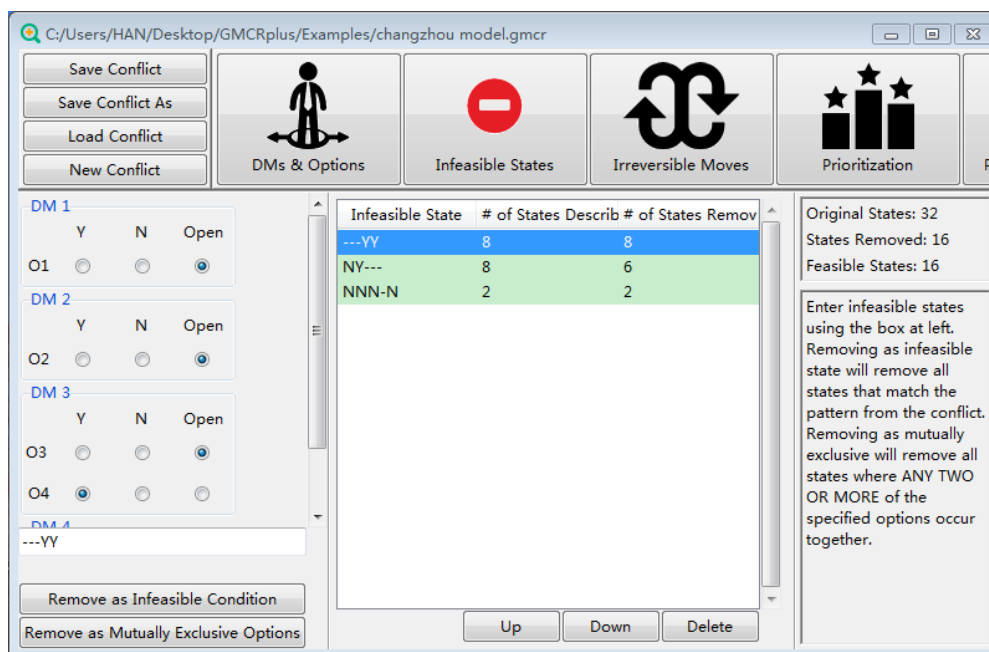 C:/Users/HAN/Desktop/GMCRplus/Examples/changzhou model.gmcr
Save Conflict
Save Conflict As
Load Conflict
New Conflict
DMs & Options
Infeasible States
Irreversible Moves
Prioritization
DM 1
Y N Open
O1
DM 2
Y N Open
O2
DM 3
Y N Open
O3
O4
DM 4
---YY
Remove as Infeasible Condition
Remove as Mutually Exclusive Options
Infeasible State # of States Describ # of States Remov
---YY 8 8
NY--- 8 6
NNN-N 2 2
Up Down Delete
Original States: 32
States Removed: 16
Feasible States: 16
Enter infeasible states
using the box at left.
Removing as infeasible
state will remove all
states that match the
pattern from the conflict.
Removing as mutually
exclusive will remove all
states where ANY TWO
OR MORE of the
specified options occur
together.